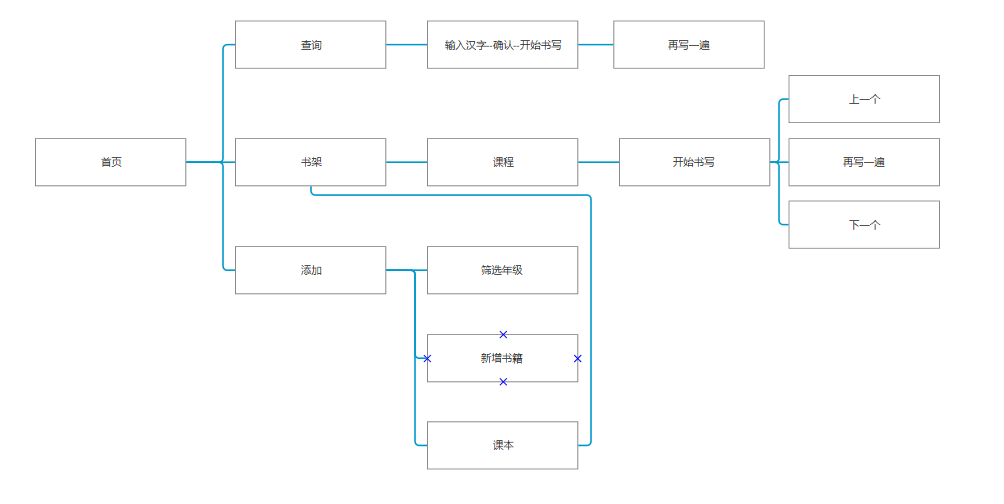 查询
输入汉字--确认--开始书写
再写一遍
上一个
首页
书架
课程
开始书写
再写一遍
下一个
添加
筛选年级
新增书籍
课本